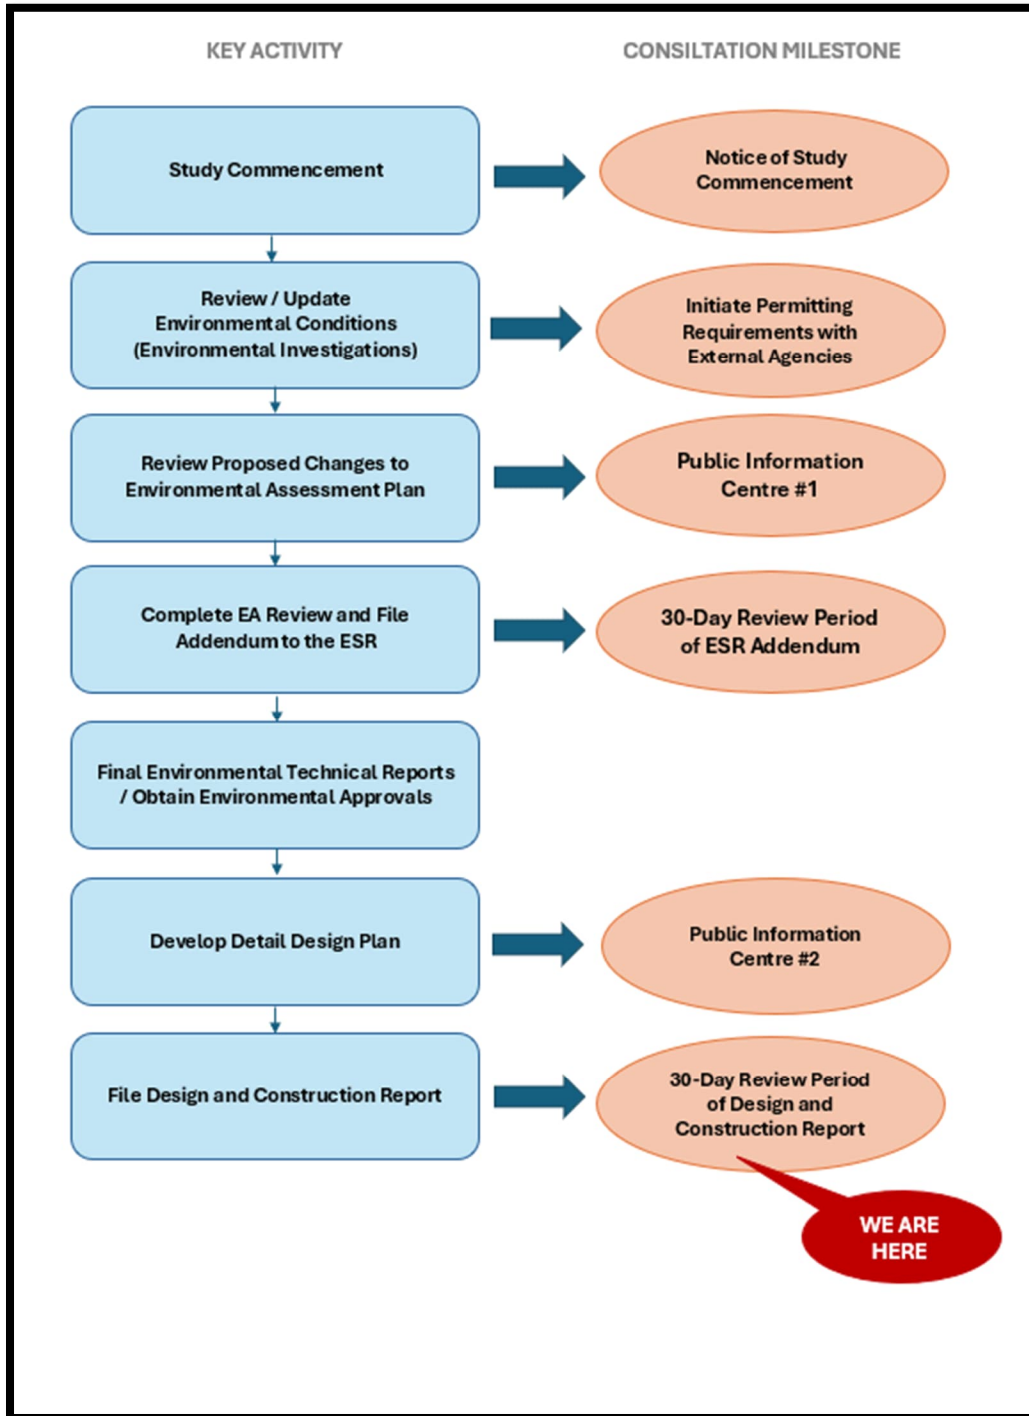 KEY ACTIVITY
CONSILTATION MILESTONE
Study Commencement
Notice of Study
Commencement
Review / Update
Environmental Conditions
(Environmental Investigations)
Initiate Permitting
Requirements with
External Agencies
Review Proposed Changes to
Environmental Assessment Plan
Public Information
Centre #1
Complete EA Review and File
Addendum to the ESR
30-Day Review Period
of ESR Addendum
Final Environmental Technical Reports
/ Obtain Environmental Approvals
Develop Detail Design Plan
Public Information
Centre #2
File Design and Construction Report
30-Day Review Period
of Design and
Construction Report
WE ARE
HERE